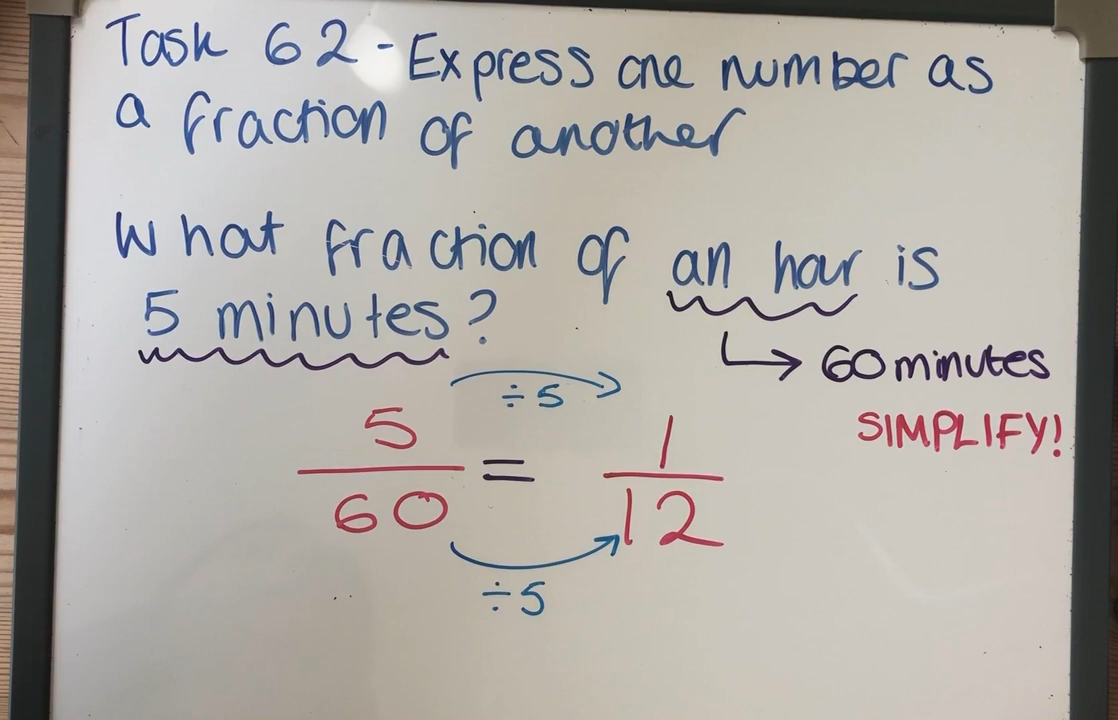 Task 62 - Express one number as
a fraction of another
What fraction of an hour is
5 minutes?
→ 60 minutes
÷5
SIMPLIFY!
5/60 = 1/12
÷5